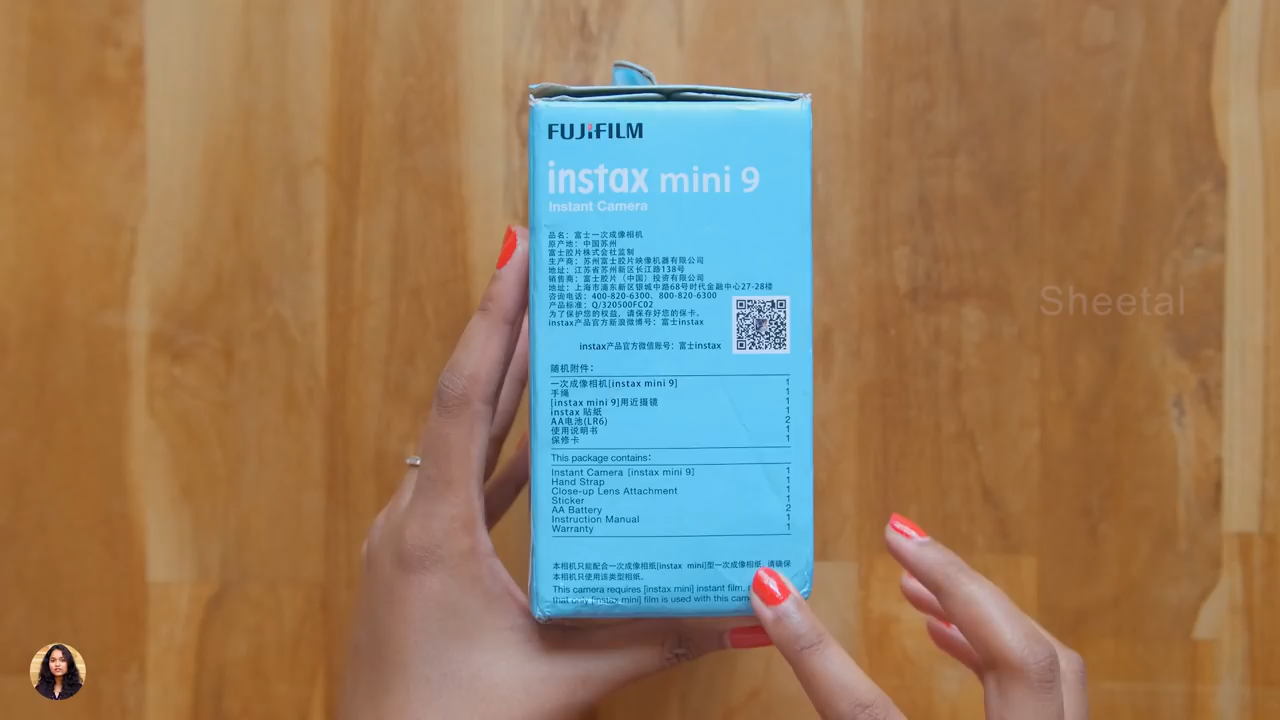 FUJIFILM
instax mini 9
Instant Camera
品名：富士一次成像相机
原产地：中国苏州
富士胶片株式会社监制
生产商：苏州富士胶片映像机器有限公司
地址：江苏省苏州新区长江路138号
销售商：富士胶片（中国）投资有限公司
地址：上海市浦东新区银城中路68号时代金融中心27-28楼
咨询电话：400-820-6300、800-820-6300
产品标准：Q/320500FC02
为了保护您的权益，请保存好您的保卡。
instax产品官方新浪微博号：富士instax
instax产品官方微信账号：富士instax
随机附件：
一次成像相机[instax mini 9] 1
手绳 1
[instax mini 9]用近摄镜 1
instax 贴纸 1
AA电池(LR6) 2
使用说明书 1
保修卡 1
This package contains:
Instant Camera [instax mini 9] 1
Hand Strap 1
Close-up Lens Attachment 1
Sticker 1
AA Battery 2
Instruction Manual 1
Warranty 1
本相机只能配合一次成像相纸[instax mini]型一次成像相纸，请确保
本相机只使用该类型相纸。
This camera requires [instax mini] instant film,
that only [instax mini] film is used with this
Sheetal